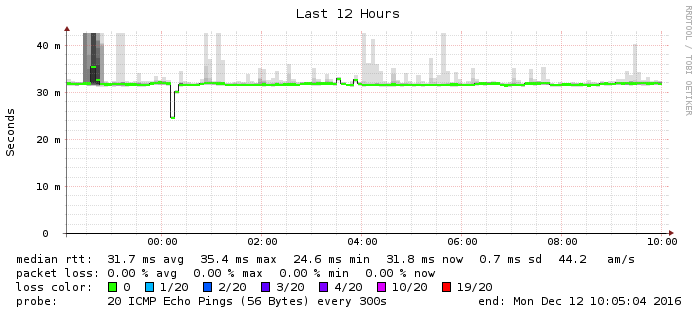 Last 12 Hours
RRDTOOL / TOBI OETIKER
Seconds
40 m
30 m
20 m
10 m
0
00:00 02:00 04:00 06:00 08:00 10:00
median rtt: 31.7 ms avg 35.4 ms max 24.6 ms min 31.8 ms now 0.7 ms sd 44.2 am/s
packet loss: 0.00 % avg 0.00 % max 0.00 % min 0.00 % now
loss color: 0 1/20 2/20 3/20 4/20 10/20 19/20
probe: 20 ICMP Echo Pings (56 Bytes) every 300s end: Mon Dec 12 10:05:04 2016